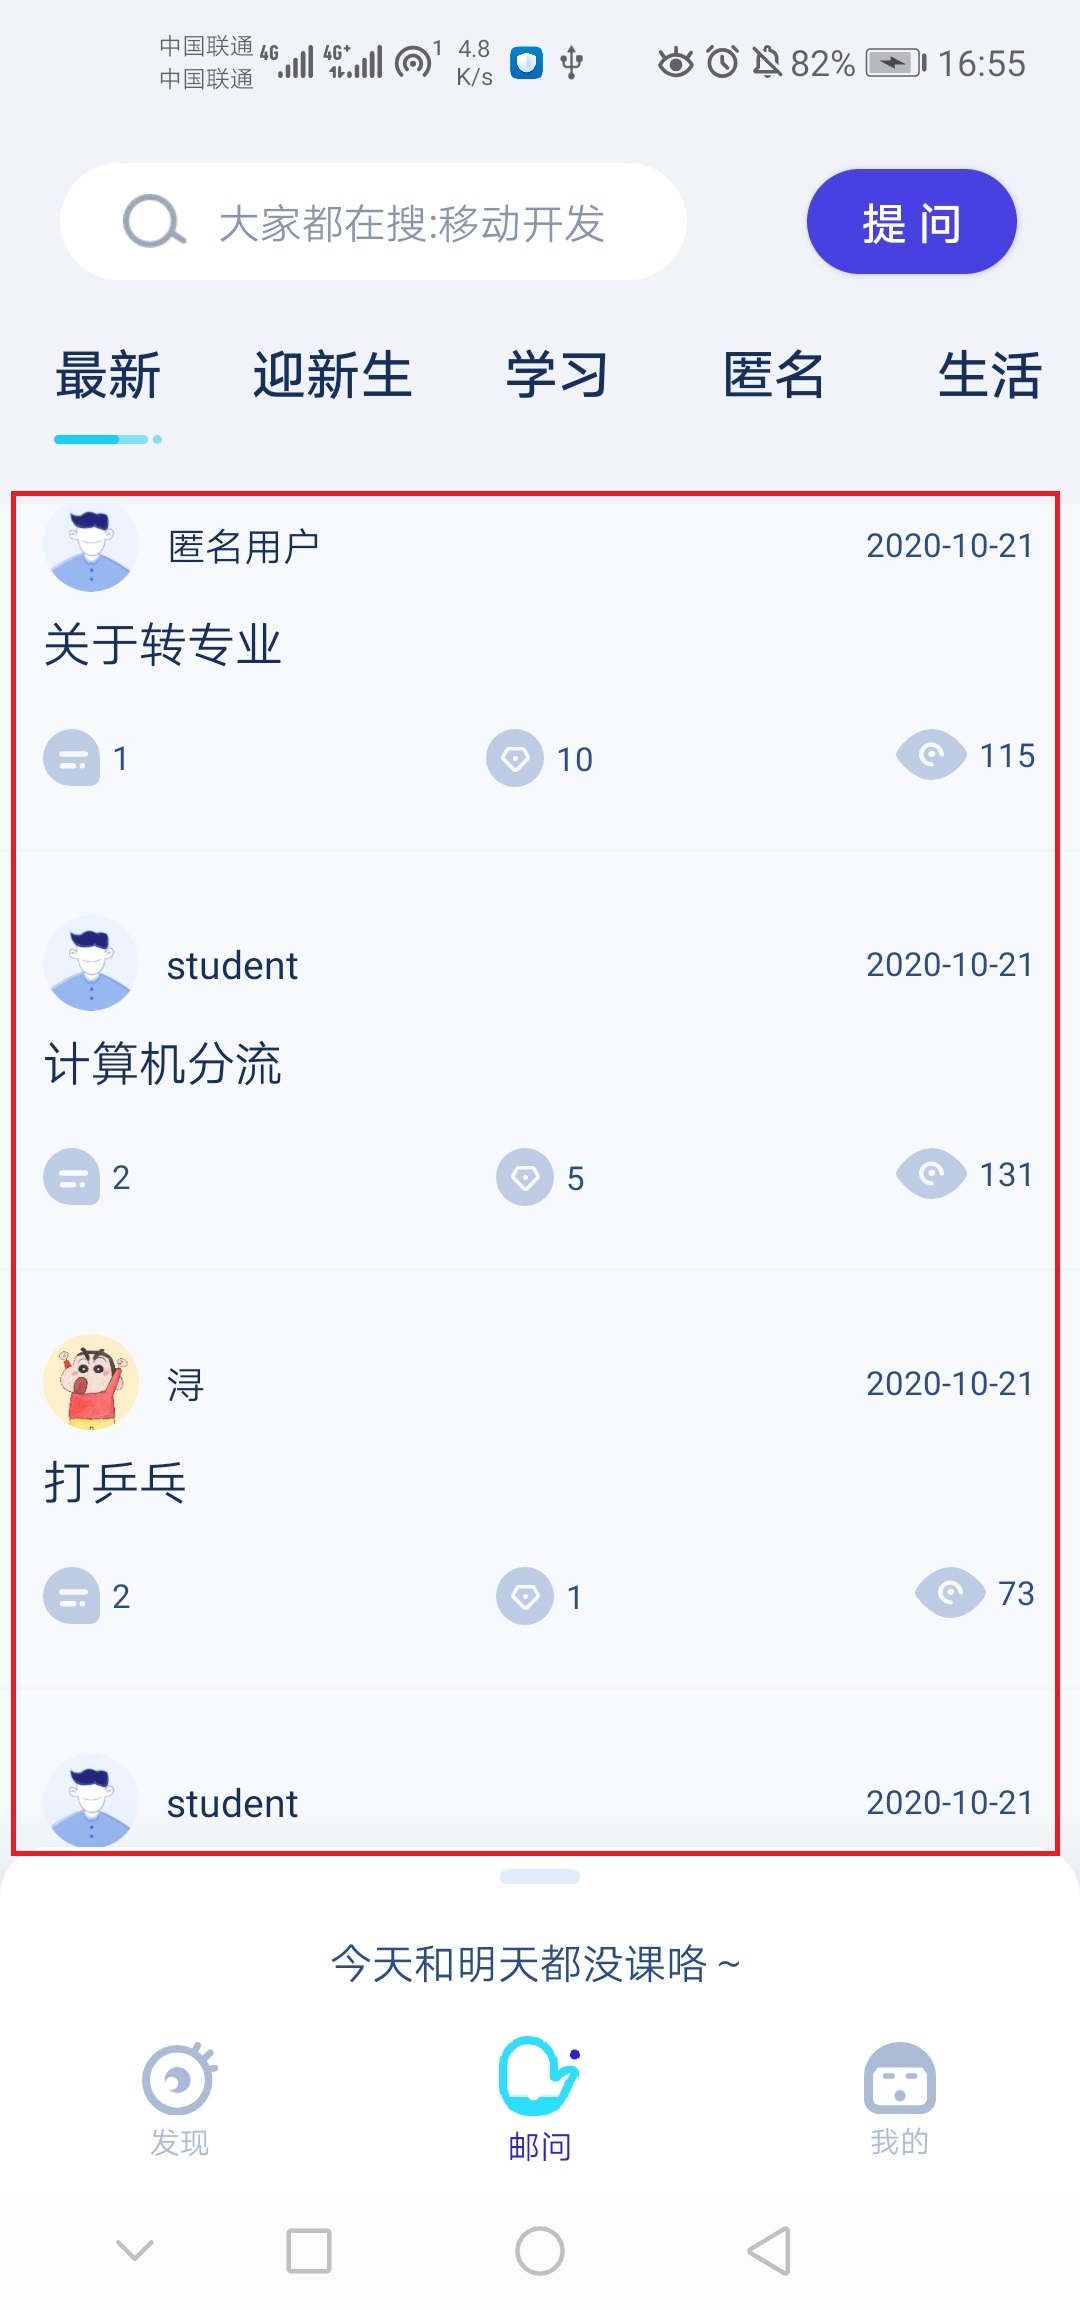 中国联通
中国联通
4G
4G+
1
4.8
K/s
82%
16:55
大家都在搜:移动开发
提问
最新 迎新生 学习 匿名 生活
匿名用户 2020-10-21
关于转专业
1 10 115
student 2020-10-21
计算机分流
2 5 131
浔 2020-10-21
打乒乓
2 1 73
student 2020-10-21
今天和明天都没课咯~
发现 邮问 我的